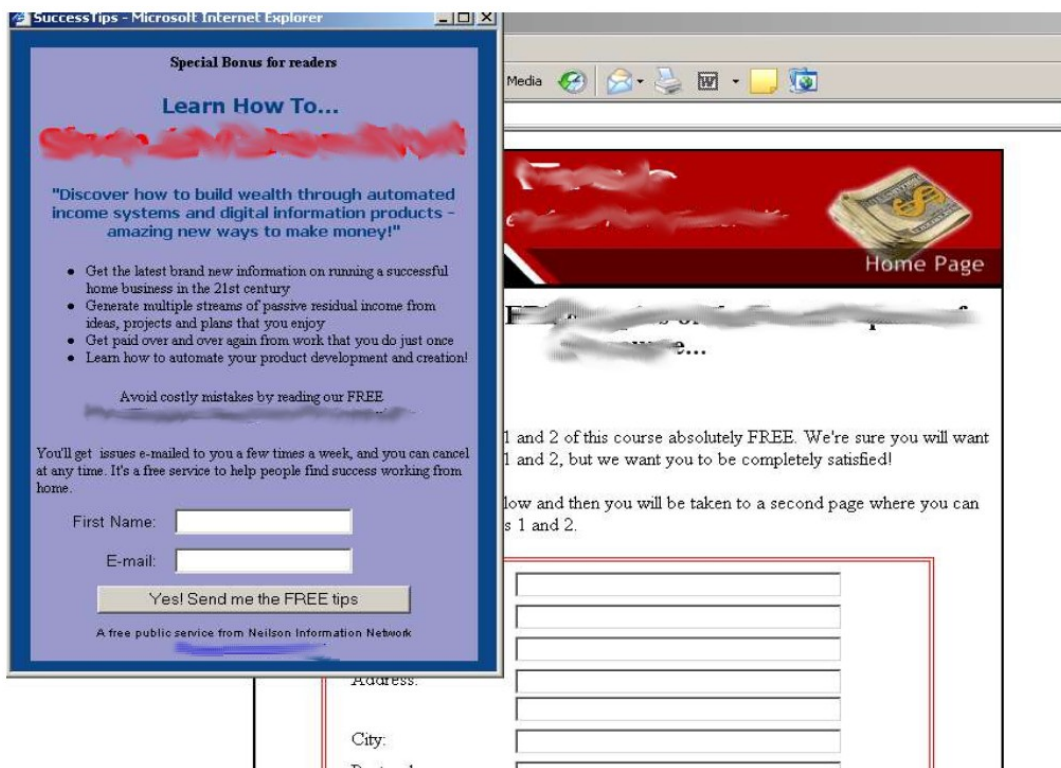 SuccessTips - Microsoft Internet Explorer
Special Bonus for readers
Learn How To...
"Discover how to build wealth through automated
income systems and digital information products -
amazing new ways to make money!"
Get the latest brand new information on running a successful
home business in the 21st century
Generate multiple streams of passive residual income from
ideas, projects and plans that you enjoy
Get paid over and over again from work that you do just once
Learn how to automate your product development and creation!
Avoid costly mistakes by reading our FREE
You'll get issues e-mailed to you a few times a week, and you can cancel
at any time. It's a free service to help people find success working from
home.
First Name:
E-mail:
Yes! Send me the FREE tips
A free public service from Neilson Information Network
Media
Home Page
1 and 2 of this course absolutely FREE. We're sure you will want
1 and 2, but we want you to be completely satisfied!
low and then you will be taken to a second page where you can
s 1 and 2.
Address:
City: